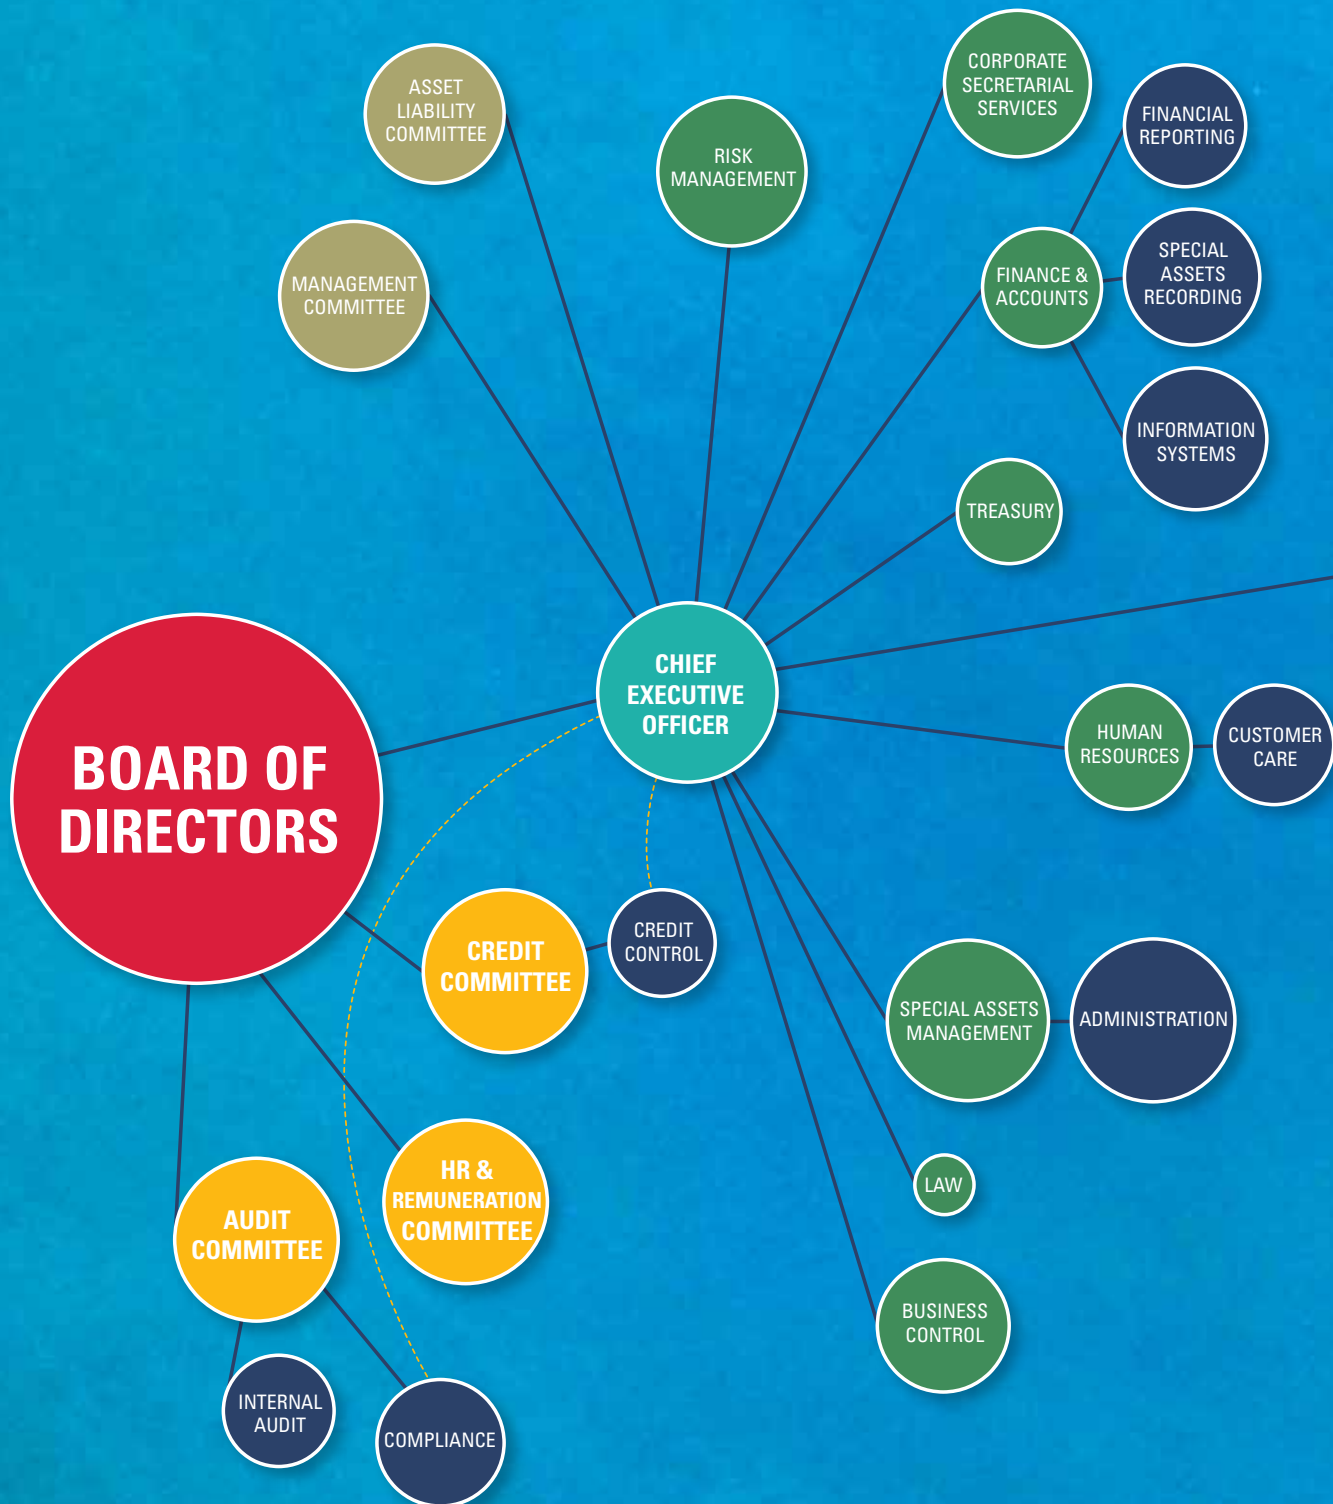 ASSET
LIABILITY
COMMITTEE
MANAGEMENT
COMMITTEE
RISK
MANAGEMENT
CORPORATE
SECRETARIAL
SERVICES
FINANCIAL
REPORTING
FINANCE &
ACCOUNTS
SPECIAL
ASSETS
RECORDING
INFORMATION
SYSTEMS
TREASURY
CHIEF
EXECUTIVE
OFFICER
BOARD OF
DIRECTORS
HUMAN
RESOURCES
CUSTOMER
CARE
CREDIT
COMMITTEE
CREDIT
CONTROL
SPECIAL ASSETS
MANAGEMENT
ADMINISTRATION
HR &
REMUNERATION
COMMITTEE
LAW
AUDIT
COMMITTEE
BUSINESS
CONTROL
INTERNAL
AUDIT
COMPLIANCE